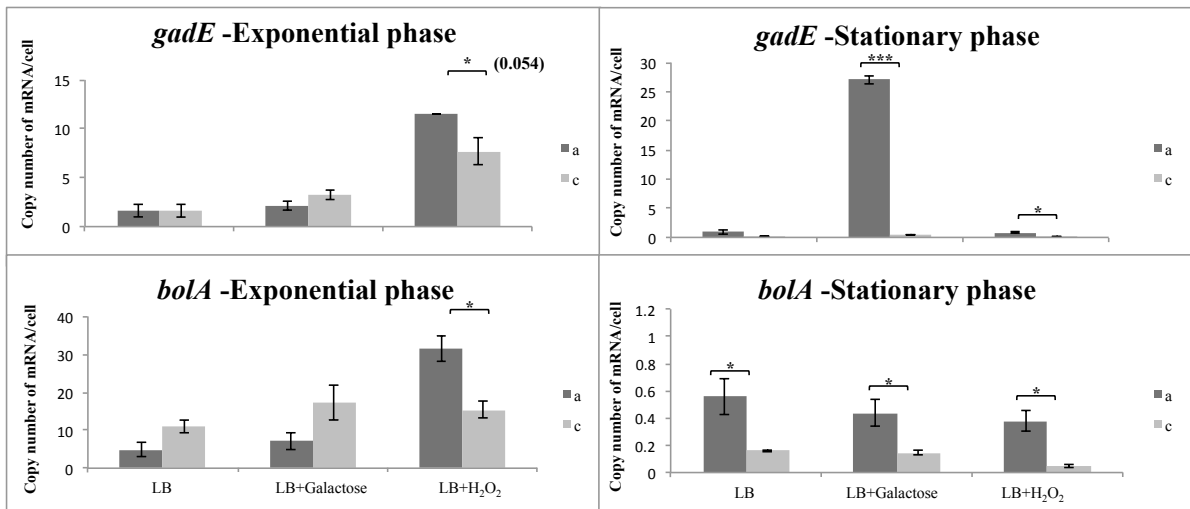 gadE -Exponential phase
Copy number of mRNA/cell
15
10
5
0
* (0.054)
a
c
gadE -Stationary phase
Copy number of mRNA/cell
30
25
20
15
10
5
0
***
*
a
c
bolA -Exponential phase
Copy number of mRNA/cell
40
30
20
10
0
*
LB
LB+Galactose
LB+H₂O₂
a
c
bolA -Stationary phase
Copy number of mRNA/cell
1.2
1
0.8
0.6
0.4
0.2
0
*
*
*
LB
LB+Galactose
LB+H₂O₂
a
c